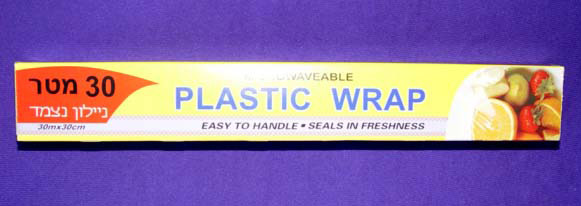 30 מטר
ניילון נצמד
30mx30cm
MICROWAVEABLE
PLASTIC WRAP
EASY TO HANDLE • SEALS IN FRESHNESS